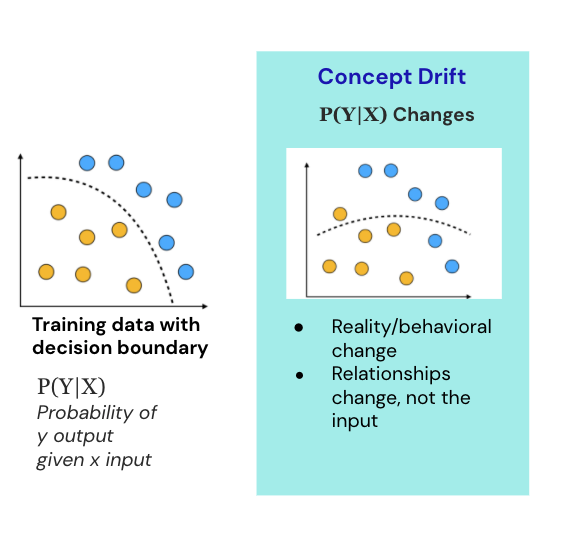 Concept Drift
P(Y|X) Changes
Training data with
decision boundary
P(Y|X)
Probability of
y output
given x input
● Reality/behavioral
change
● Relationships
change, not the
input